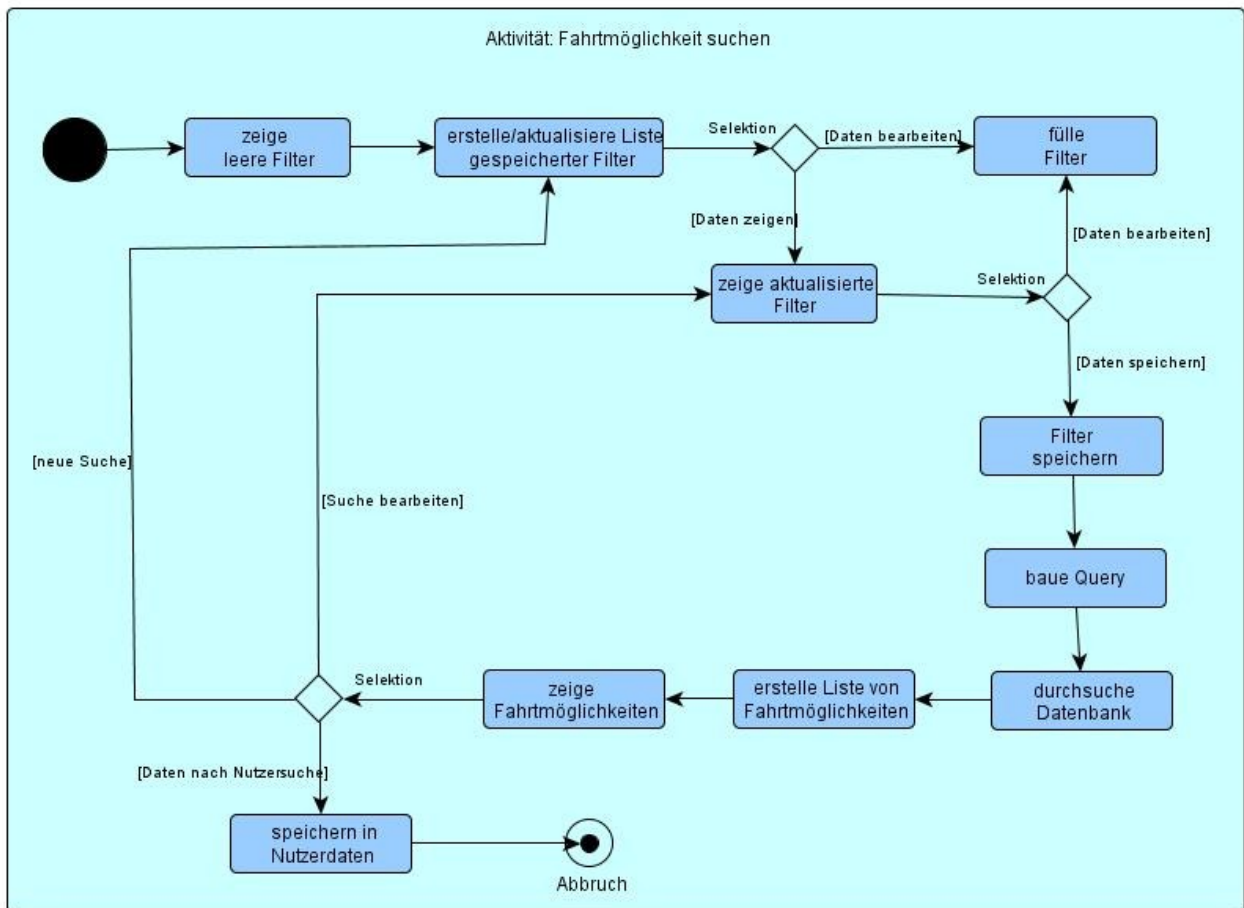 Aktivität: Fahrtmöglichkeit suchen
zeige
leere Filter
erstelle/aktualisiere Liste
gespeicherter Filter
Selektion
[Daten bearbeiten]
fülle
Filter
[Daten zeigen]
[Daten bearbeiten]
zeige aktualisierte
Filter
Selektion
[Daten speichern]
Filter
speichern
[neue Suche]
[Suche bearbeiten]
baue Query
Selektion
zeige
Fahrtmöglichkeiten
erstelle Liste von
Fahrtmöglichkeiten
durchsuche
Datenbank
[Daten nach Nutzersuche]
speichern in
Nutzerdaten
Abbruch